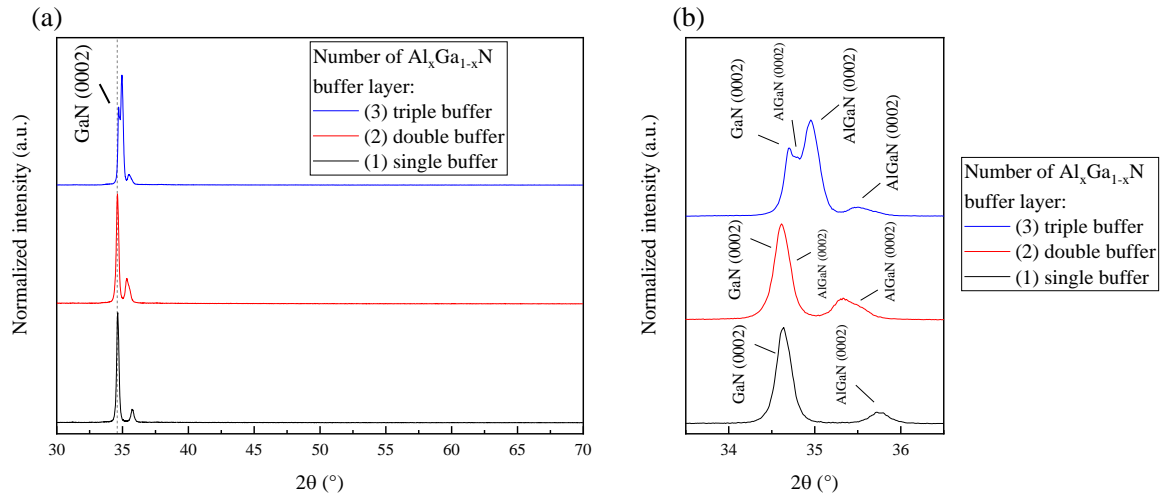 (a)
Normalized intensity (a.u.)
GaN (0002)
Number of AlxGa1-xN
buffer layer:
(3) triple buffer
(2) double buffer
(1) single buffer
30 35 40 45 50 55 60 65 70
2θ (°)
(b)
Normalized intensity (a.u.)
GaN (0002)
AlGaN (0002)
AlGaN (0002)
AlGaN (0002)
GaN (0002)
AlGaN (0002)
AlGaN (0002)
GaN (0002)
AlGaN (0002)
34 35 36
2θ (°)
Number of AlxGa1-xN
buffer layer:
(3) triple buffer
(2) double buffer
(1) single buffer